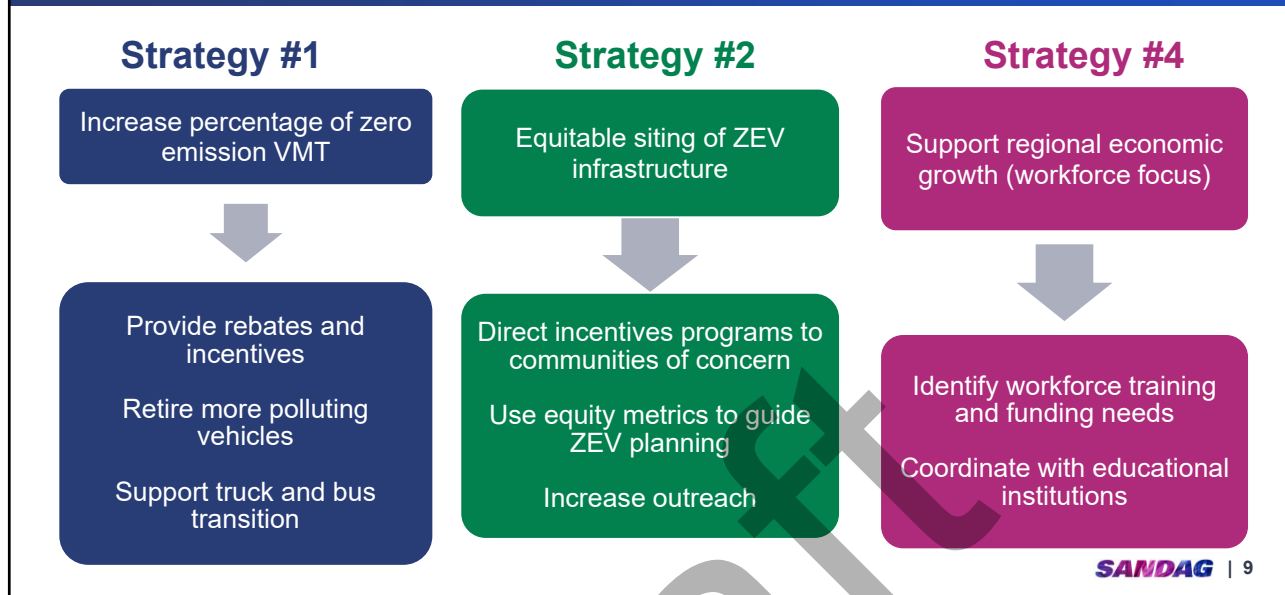 Strategy #1
Increase percentage of zero
emission VMT
Provide rebates and
incentives
Retire more polluting
vehicles
Support truck and bus
transition
Strategy #2
Equitable siting of ZEV
infrastructure
Direct incentives programs to
communities of concern
Use equity metrics to guide
ZEV planning
Increase outreach
Strategy #4
Support regional economic
growth (workforce focus)
Identify workforce training
and funding needs
Coordinate with educational
institutions
SANDAG | 9
ft